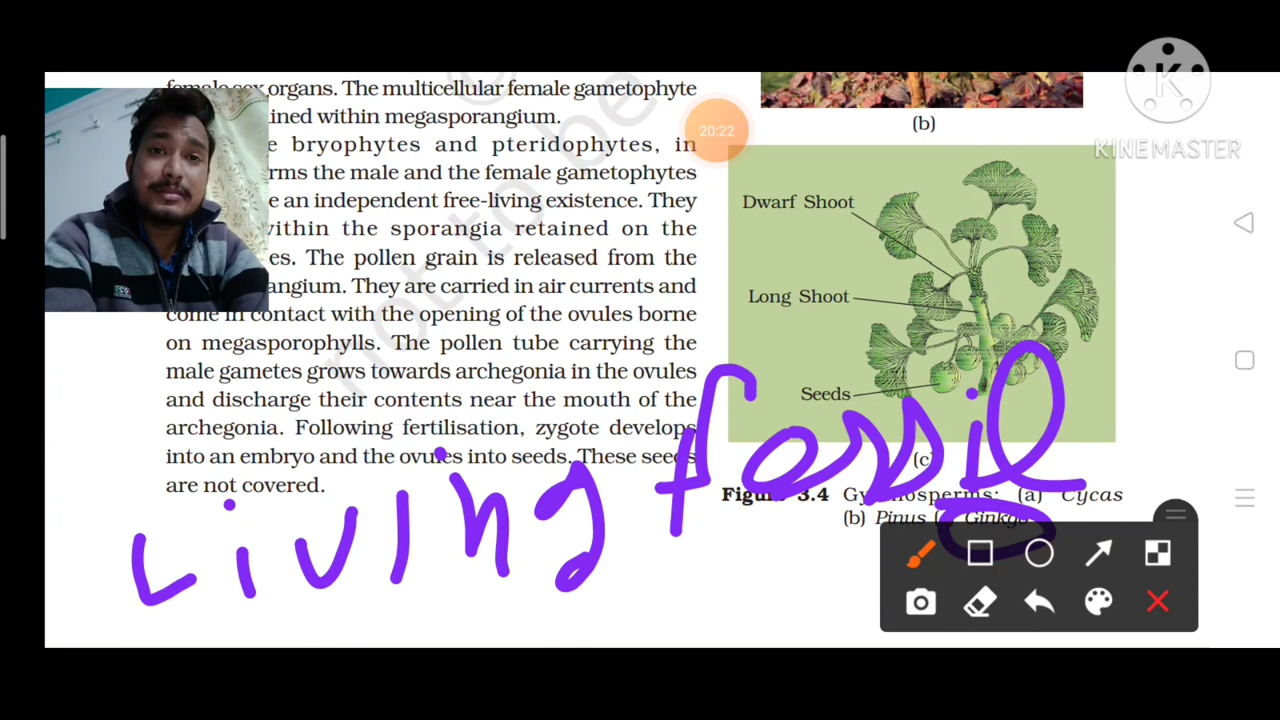 female sex organs. The multicellular female gametophyte
ined within megasporangium.
bryophytes and pteridophytes, in
rms the male and the female gametophytes
e an independent free-living existence. They
within the sporangia retained on the
es. The pollen grain is released from the
angium. They are carried in air currents and
come in contact with the opening of the ovules borne
on megasporophylls. The pollen tube carrying the
male gametes grows towards archegonia in the ovules
and discharge their contents near the mouth of the
archegonia. Following fertilisation, zygote develops
into an embryo and the ovules into seeds. These seeds
are not covered.
not to be
20:22
KINEMASTER
(b)
Dwarf Shoot
Long Shoot
Seeds
(c)
Figure 3.4 Gymnosperms: (a) Cycas
(b) Pinus ( Ginkgo
Living fossil